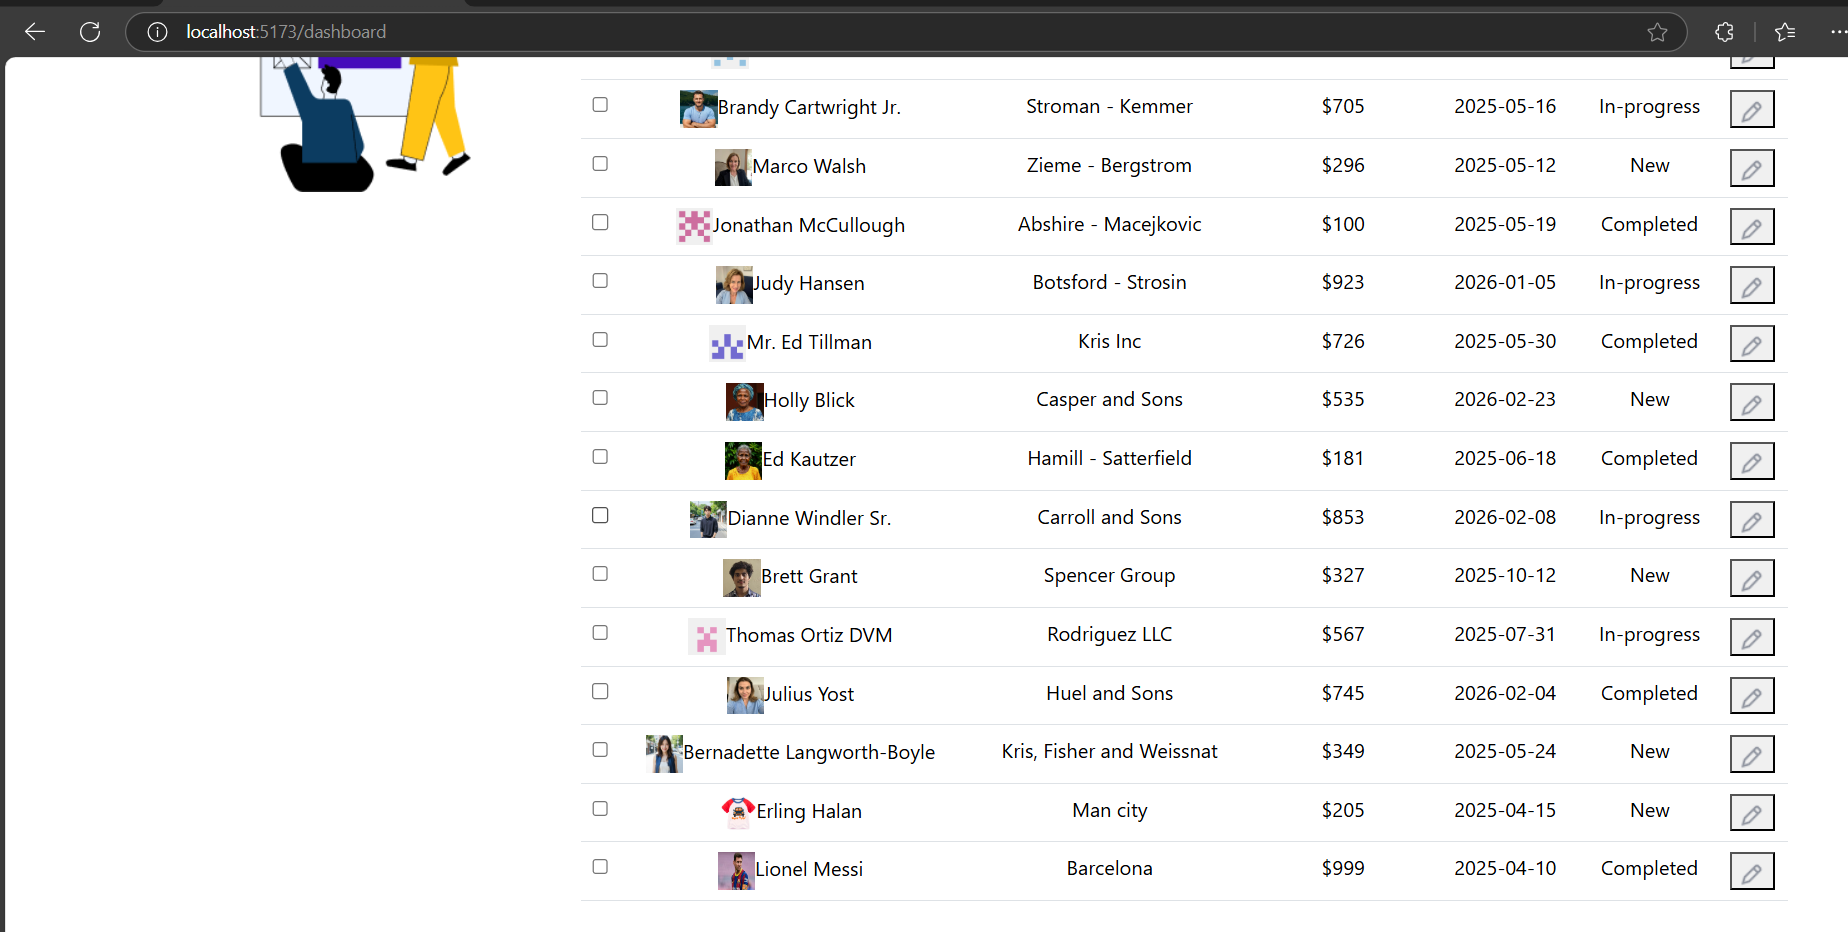 localhost:5173/dashboard
Brandy Cartwright Jr. Stroman - Kemmer $705 2025-05-16 In-progress
Marco Walsh Zieme - Bergstrom $296 2025-05-12 New
Jonathan McCullough Abshire - Macejkovic $100 2025-05-19 Completed
Judy Hansen Botsford - Strosin $923 2026-01-05 In-progress
Mr. Ed Tillman Kris Inc $726 2025-05-30 Completed
Holly Blick Casper and Sons $535 2026-02-23 New
Ed Kautzer Hamill - Satterfield $181 2025-06-18 Completed
Dianne Windler Sr. Carroll and Sons $853 2026-02-08 In-progress
Brett Grant Spencer Group $327 2025-10-12 New
Thomas Ortiz DVM Rodriguez LLC $567 2025-07-31 In-progress
Julius Yost Huel and Sons $745 2026-02-04 Completed
Bernadette Langworth-Boyle Kris, Fisher and Weissnat $349 2025-05-24 New
Erling Halan Man city $205 2025-04-15 New
Lionel Messi Barcelona $999 2025-04-10 Completed